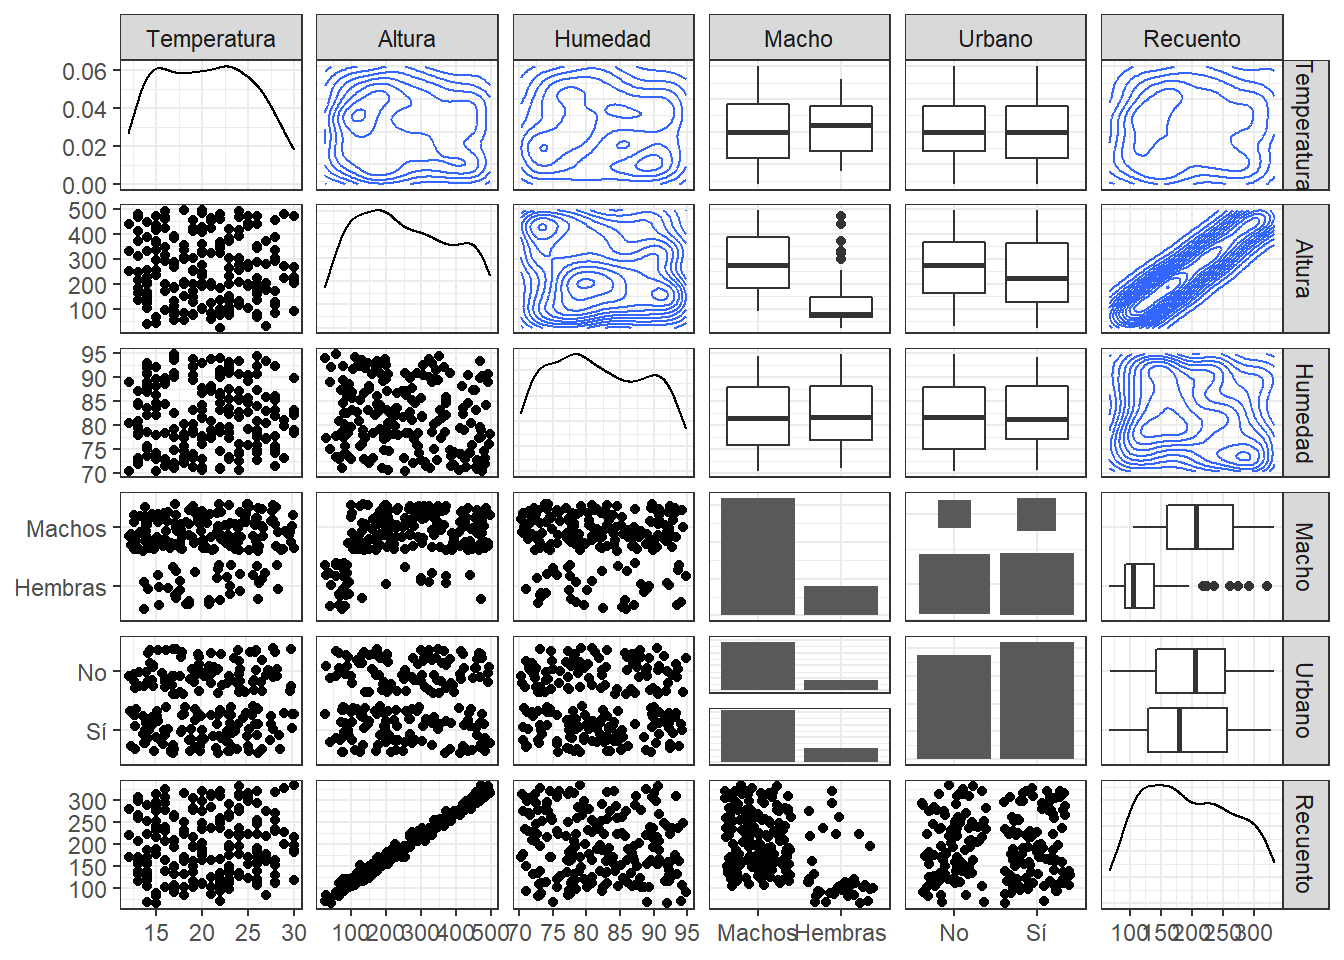 Temperatura Altura Humedad Macho Urbano Recuento
0.06
0.04
0.02
0.00
Temperatura
500
400
300
200
100
Altura
95
90
85
80
75
70
Humedad
Machos
Hembras
Macho
No
Sí
Urbano
300
250
200
150
100
Recuento
15 20 25 30 100 200 300 400 500 70 75 80 85 90 95 Machos Hembras No Sí 100 150 200 250 300